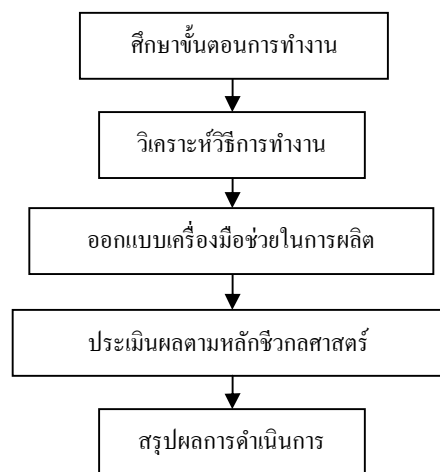 ศึกษาขั้นตอนการทำงาน
วิเคราะห์วิธีการทำงาน
ออกแบบเครื่องมือช่วยในการผลิต
ประเมินผลตามหลักชีวกลศาสตร์
สรุปผลการดำเนินการ